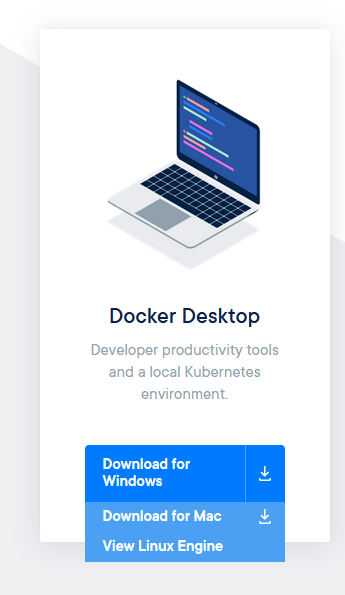 Docker Desktop
Developer productivity tools
and a local Kubernetes
environment.
Download for
Windows
Download for Mac
View Linux Engine